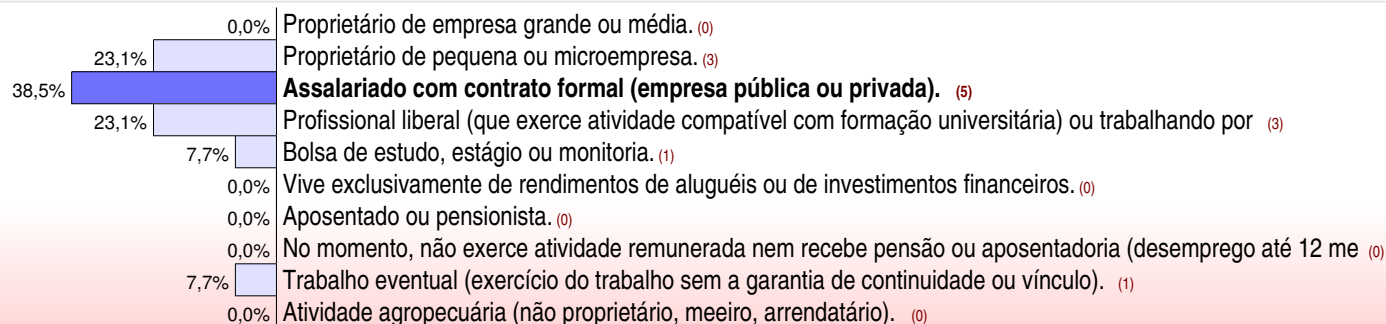 0,0% Proprietário de empresa grande ou média. (0)
23,1% Proprietário de pequena ou microempresa. (3)
38,5% Assalariado com contrato formal (empresa pública ou privada). (5)
23,1% Profissional liberal (que exerce atividade compatível com formação universitária) ou trabalhando por (3)
7,7% Bolsa de estudo, estágio ou monitoria. (1)
0,0% Vive exclusivamente de rendimentos de aluguéis ou de investimentos financeiros. (0)
0,0% Aposentado ou pensionista. (0)
0,0% No momento, não exerce atividade remunerada nem recebe pensão ou aposentadoria (desemprego até 12 me (0)
7,7% Trabalho eventual (exercício do trabalho sem a garantia de continuidade ou vínculo). (1)
0,0% Atividade agropecuária (não proprietário, meeiro, arrendatário). (0)